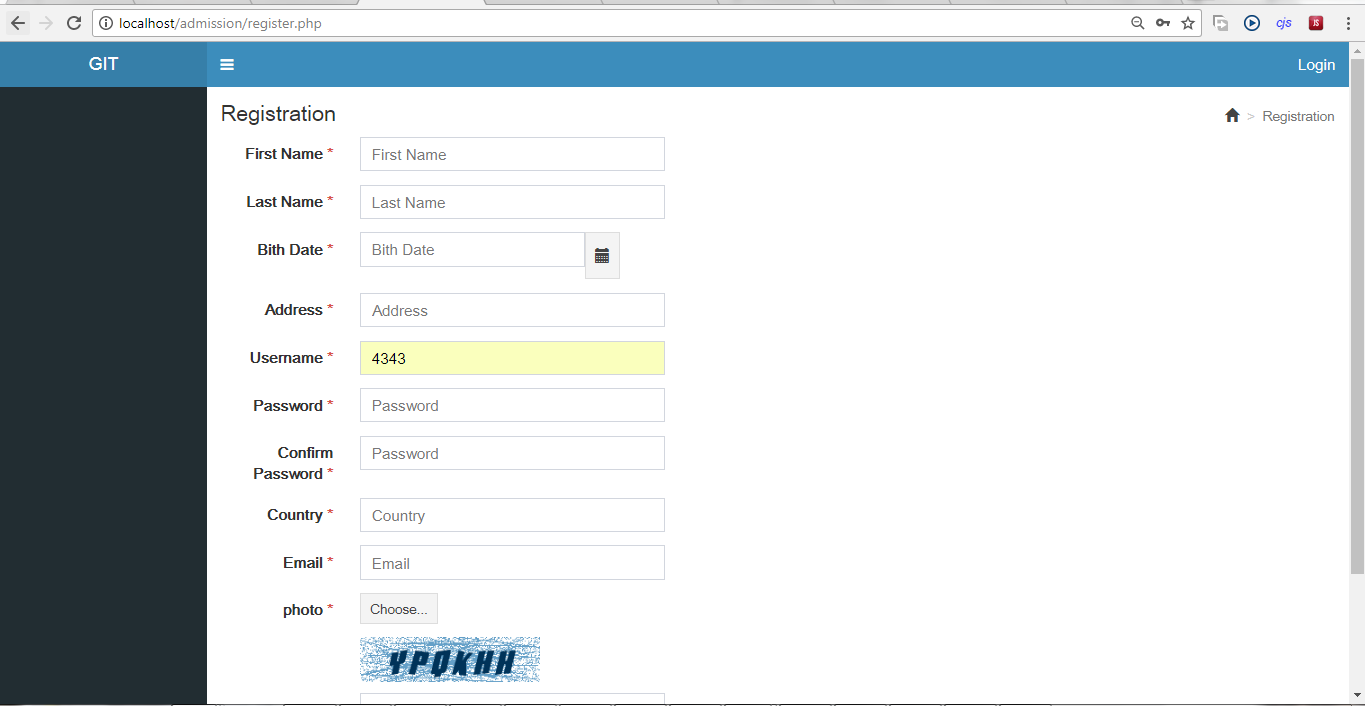 localhost/admission/register.php
cjs
JS
GIT
Login
Registration
> Registration
First Name *
First Name
Last Name *
Last Name
Bith Date *
Bith Date
Address *
Address
Username *
4343
Password *
Password
Confirm
Password *
Password
Country *
Country
Email *
Email
photo *
Choose...
YPQKHH